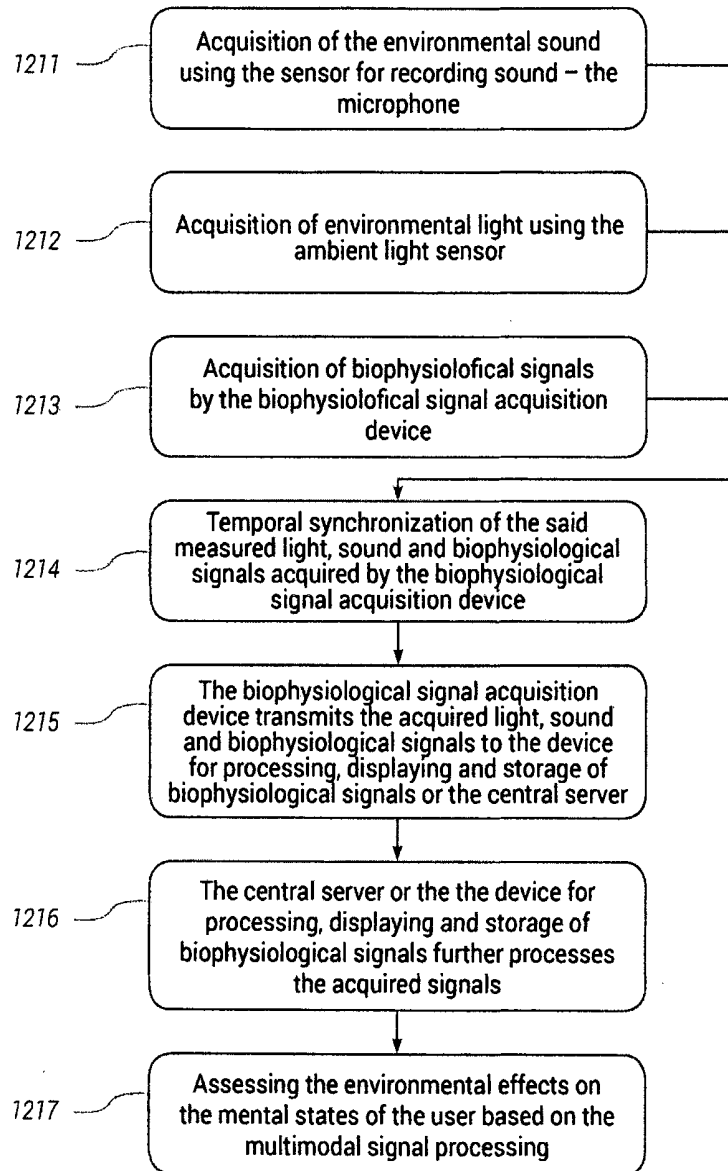 1211
Acquisition of the environmental sound
using the sensor for recording sound – the
microphone
1212
Acquisition of environmental light using the
ambient light sensor
1213
Acquisition of biophysiolofical signals
by the biophysiolofical signal acquisition
device
1214
Temporal synchronization of the said
measured light, sound and biophysiological
signals acquired by the biophysiological
signal acquisition device
1215
The biophysiological signal acquisition
device transmits the acquired light, sound
and biophysiological signals to the device
for processing, displaying and storage of
biophysiological signals or the central server
1216
The central server or the the device for
processing, displaying and storage of
biophysiological signals further processes
the acquired signals
1217
Assessing the environmental effects on
the mental states of the user based on the
multimodal signal processing